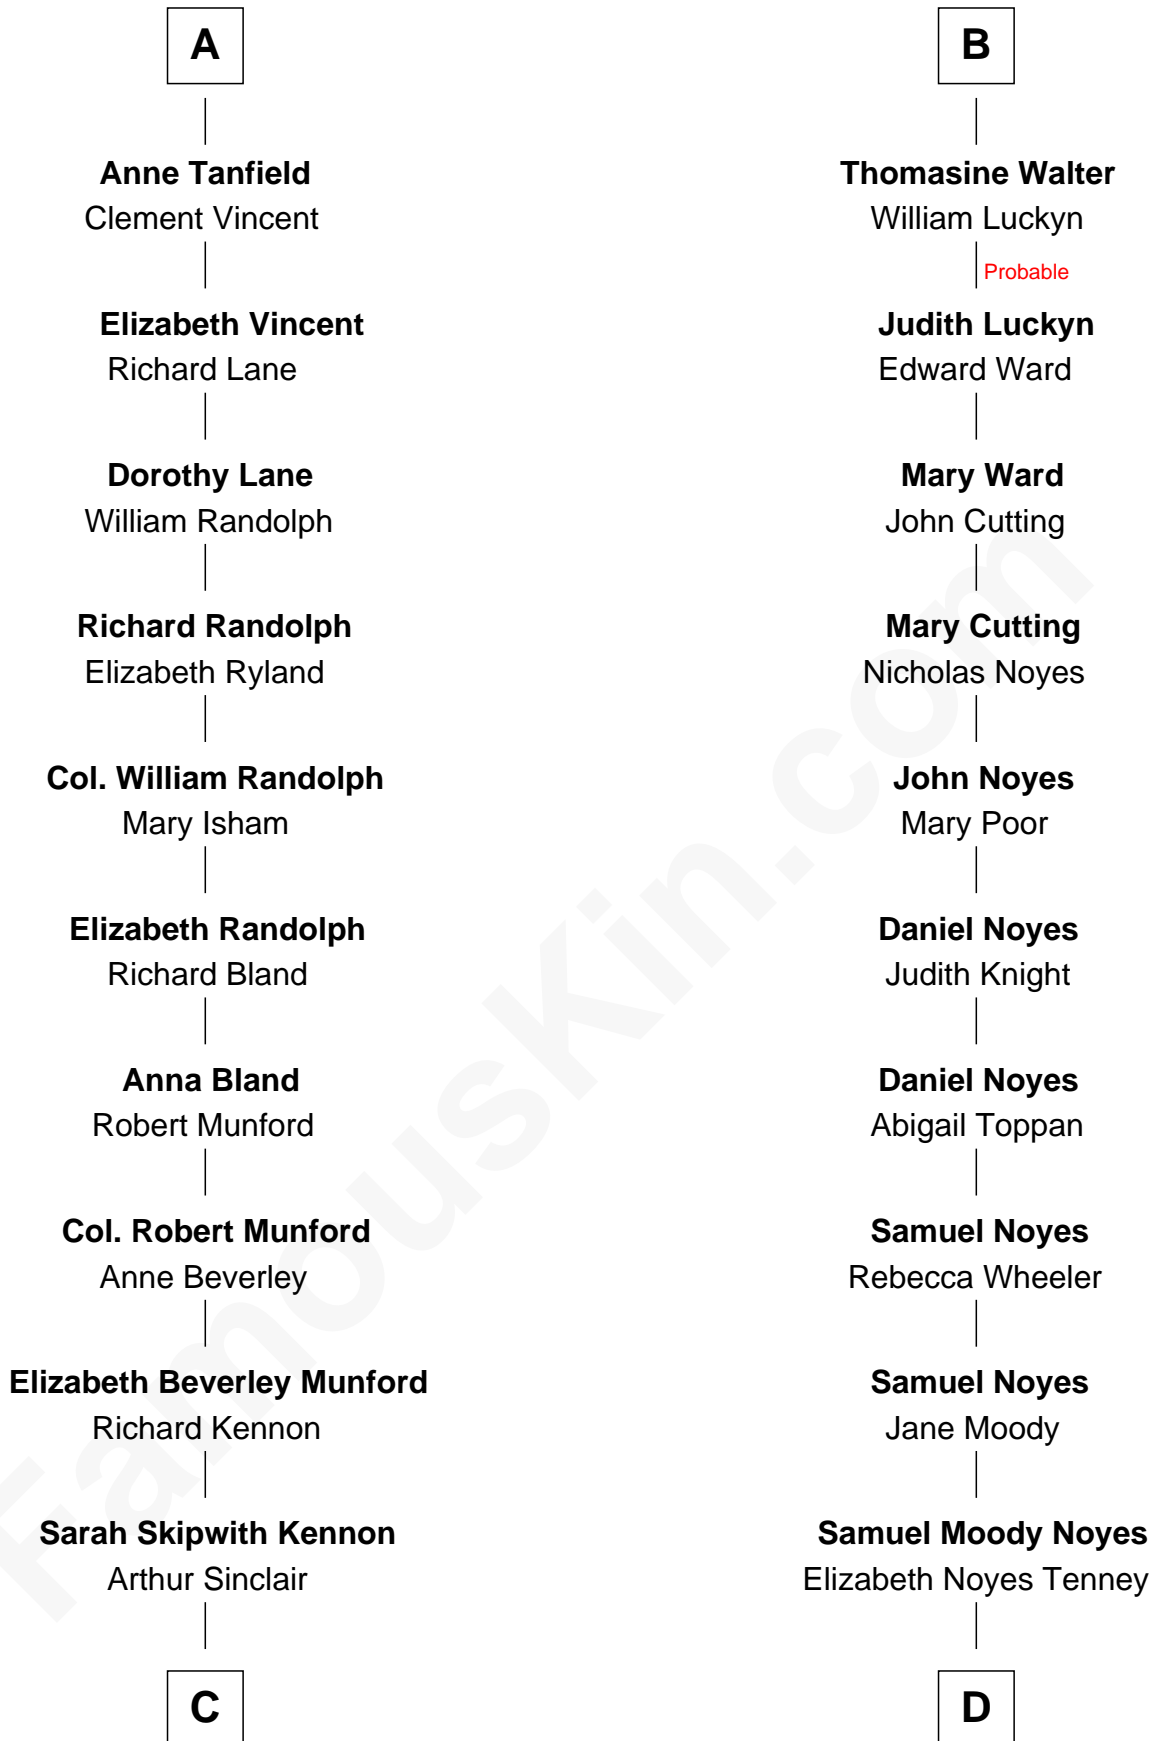 A
Anne Tanfield
Clement Vincent
Elizabeth Vincent
Richard Lane
Dorothy Lane
William Randolph
Richard Randolph
Elizabeth Ryland
Col. William Randolph
Mary Isham
Elizabeth Randolph
Richard Bland
Anna Bland
Robert Munford
Col. Robert Munford
Anne Beverley
Elizabeth Beverley Munford
Richard Kennon
Sarah Skipwith Kennon
Arthur Sinclair
C
B
Thomasine Walter
William Luckyn
Probable
Judith Luckyn
Edward Ward
Mary Ward
John Cutting
Mary Cutting
Nicholas Noyes
John Noyes
Mary Poor
Daniel Noyes
Judith Knight
Daniel Noyes
Abigail Toppan
Samuel Noyes
Rebecca Wheeler
Samuel Noyes
Jane Moody
Samuel Moody Noyes
Elizabeth Noyes Tenney
D
FamousKin.com